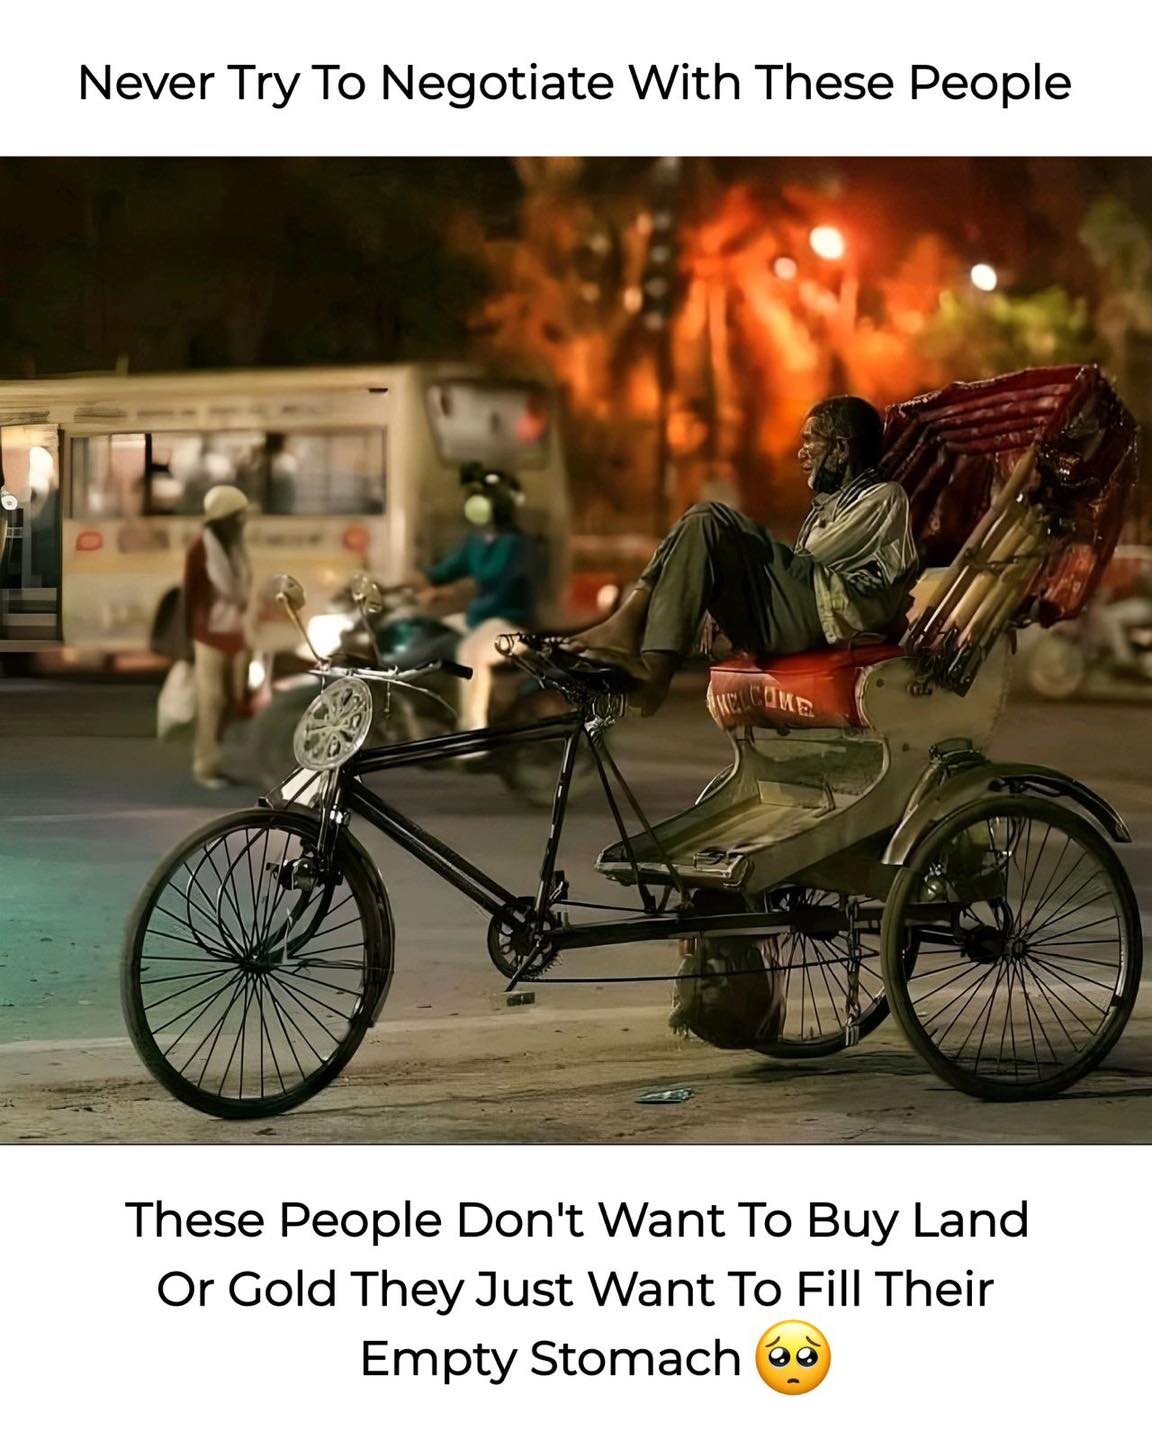 Never Try To Negotiate With These People
WELCOME
These People Don't Want To Buy Land
Or Gold They Just Want To Fill Their
Empty Stomach 🥺